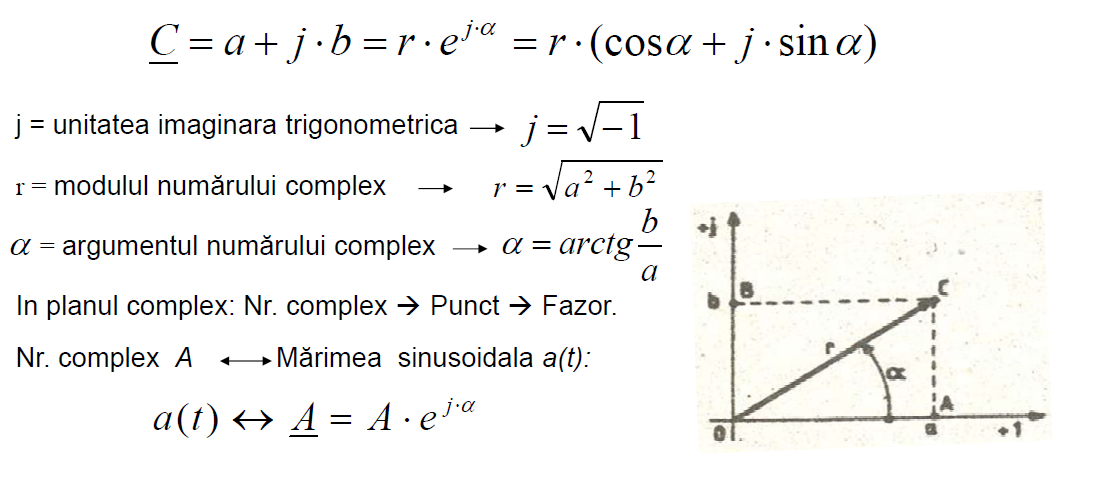 C = a + j · b = r · e^{j·α} = r · (cosα + j · sin α)
j = unitatea imaginara trigonometrica → j = √−1
r = modulul numărului complex → r = √a² + b²
α = argumentul numărului complex → α = arctg b/a
In planul complex: Nr. complex → Punct → Fazor.
Nr. complex A ↔ Mărimea sinusoidala a(t):
a(t) ↔ A = A · e^{j·α}
+j
b B C
r α
0 a A +1